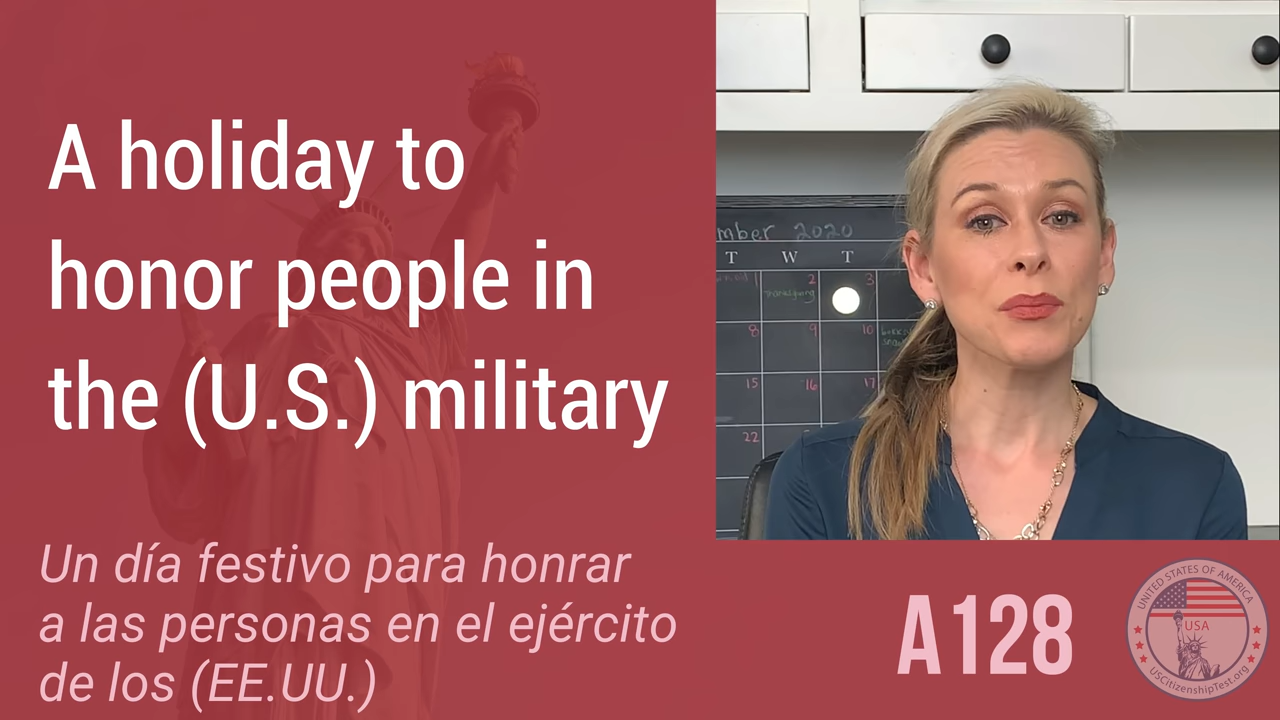 A holiday to
honor people in
the (U.S.) military
Un día festivo para honrar
a las personas en el ejército
de los (EE.UU.)
mber 2020
T W T
1 2 3
8 9 10
15 16 17
22
A128
UNITED STATES OF AMERICA
USA
USCitizenshipTest.org